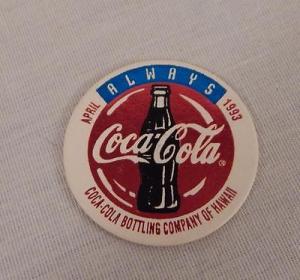 ALWAYS
APRIL
1993
Coca-Cola®
COCA-COLA BOTTLING COMPANY OF HAWAII